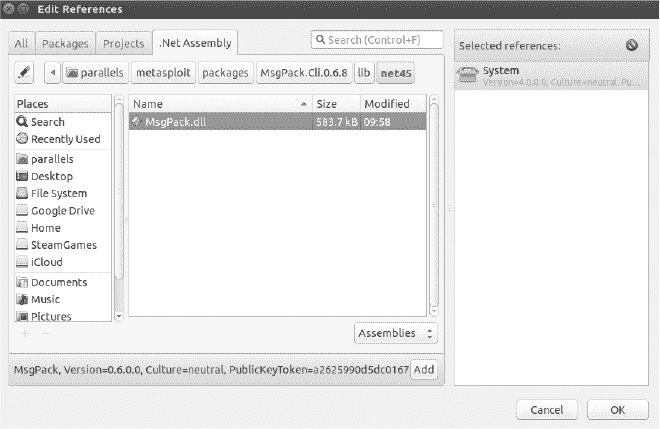 Edit References
All Packages Projects .Net Assembly
Search (Control+F)
parallels metasploit packages MsgPack.Cli.0.6.8 lib net45
Places
Search
Recently Used
parallels
Desktop
File System
Google Drive
Home
SteamGames
iCloud
Documents
Music
Pictures
Name Size Modified
MsgPack.dll 583.7 kB 09:58
Assemblies
MsgPack, Version=0.6.0.0, Culture=neutral, PublicKeyToken=a2625990d5dc0167 Add
Selected references:
System
Version=4.0.0.0, Culture=neutral, Pu...
Cancel OK